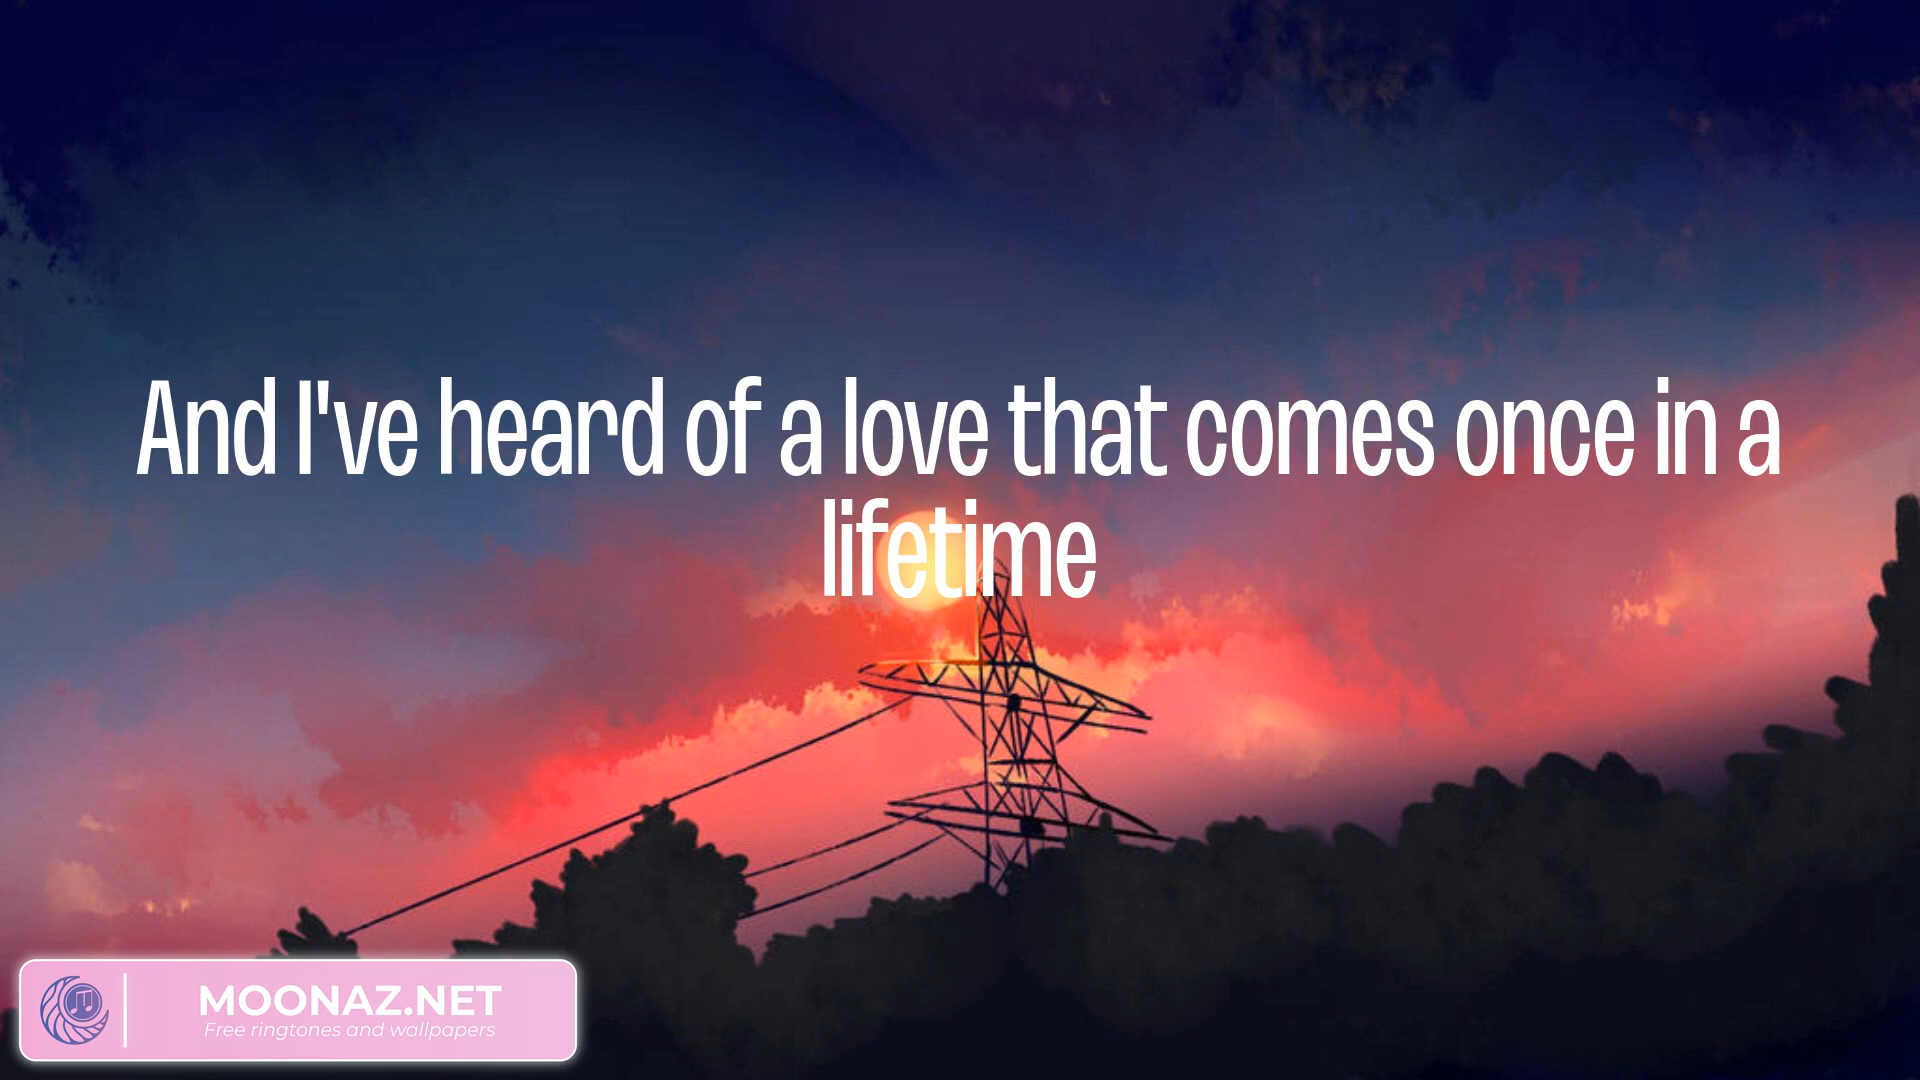 And I've heard of a love that comes once in a
lifetime
MOONAZ.NET
Free ringtones and wallpapers